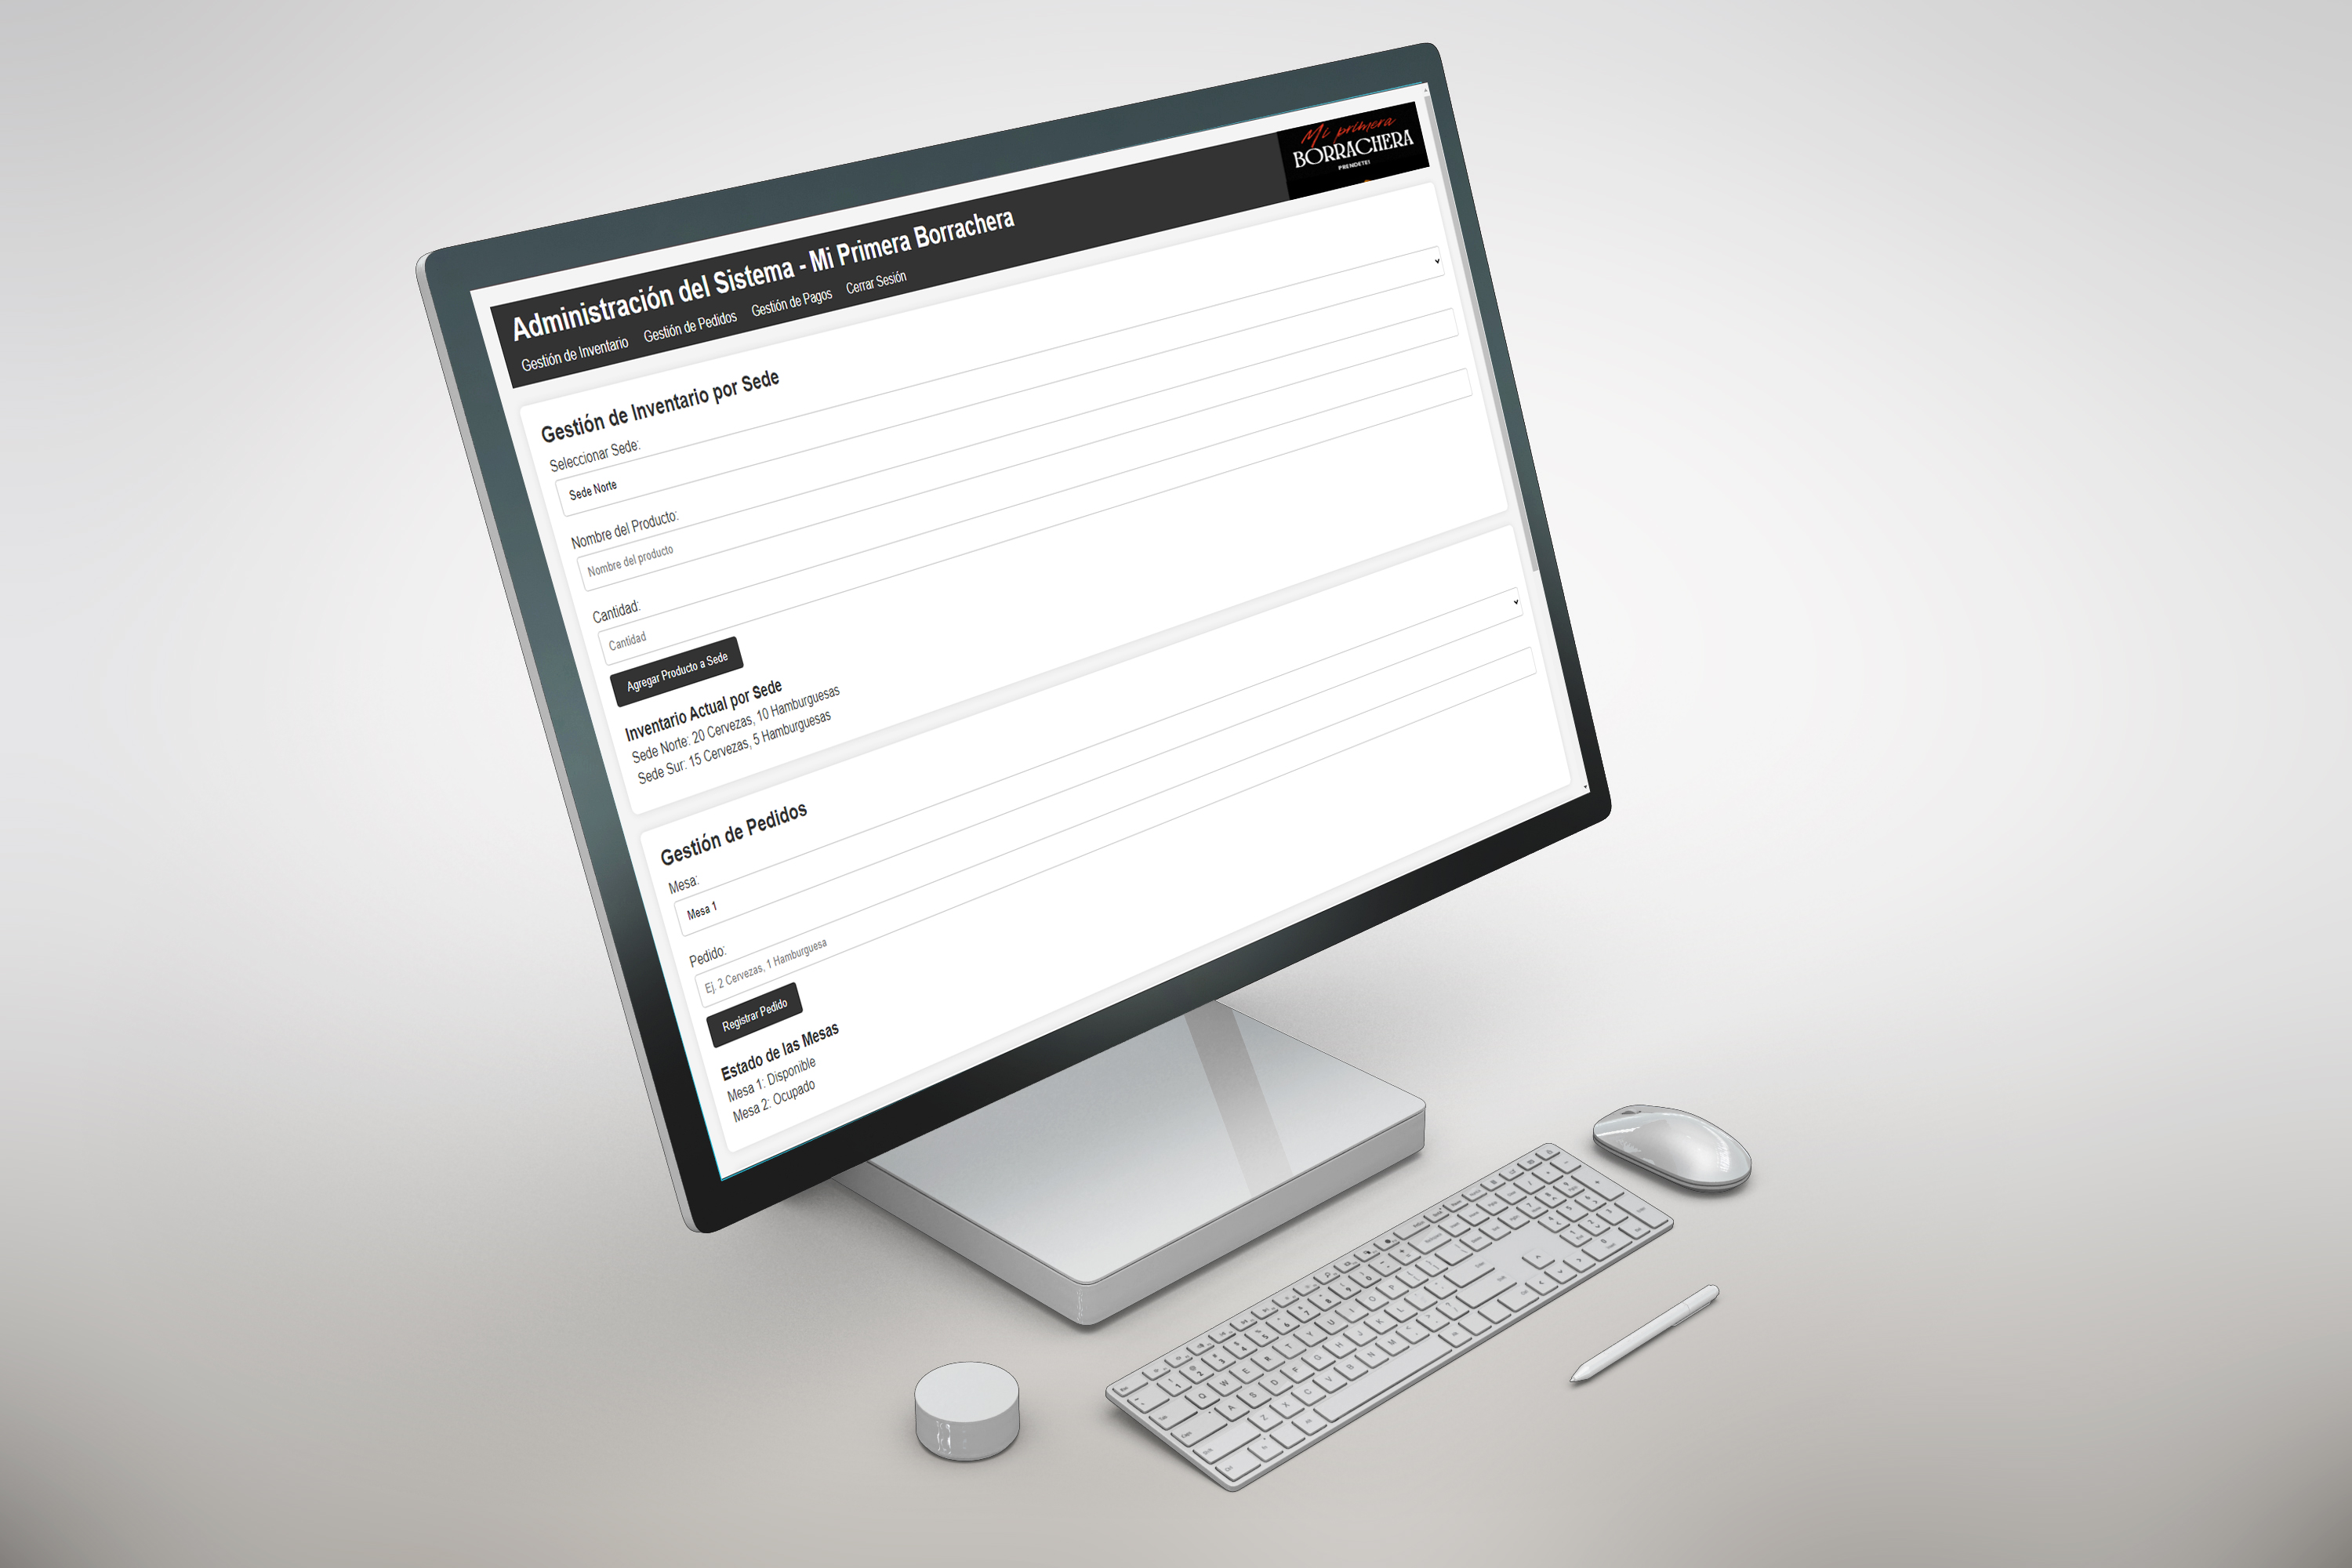 Mi primera
BORRACHERA
PRENDETE!
Administración del Sistema - Mi Primera Borrachera
Gestión de Inventario Gestión de Pedidos Gestión de Pagos Cerrar Sesión
Gestión de Inventario por Sede
Seleccionar Sede:
Sede Norte
Nombre del Producto:
Nombre del producto
Cantidad:
Cantidad
Agregar Producto a Sede
Inventario Actual por Sede
Sede Norte: 20 Cervezas, 10 Hamburguesas
Sede Sur: 15 Cervezas, 5 Hamburguesas
Gestión de Pedidos
Mesa:
Mesa 1
Pedido:
Ej. 2 Cervezas, 1 Hamburguesa
Registrar Pedido
Estado de las Mesas
Mesa 1: Disponible
Mesa 2: Ocupado